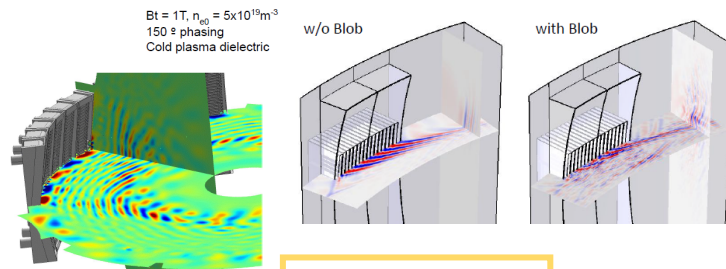 Bt = 1T, ne0 = 5x10^19 m^-3
150 º phasing
Cold plasma dielectric
w/o Blob
with Blob